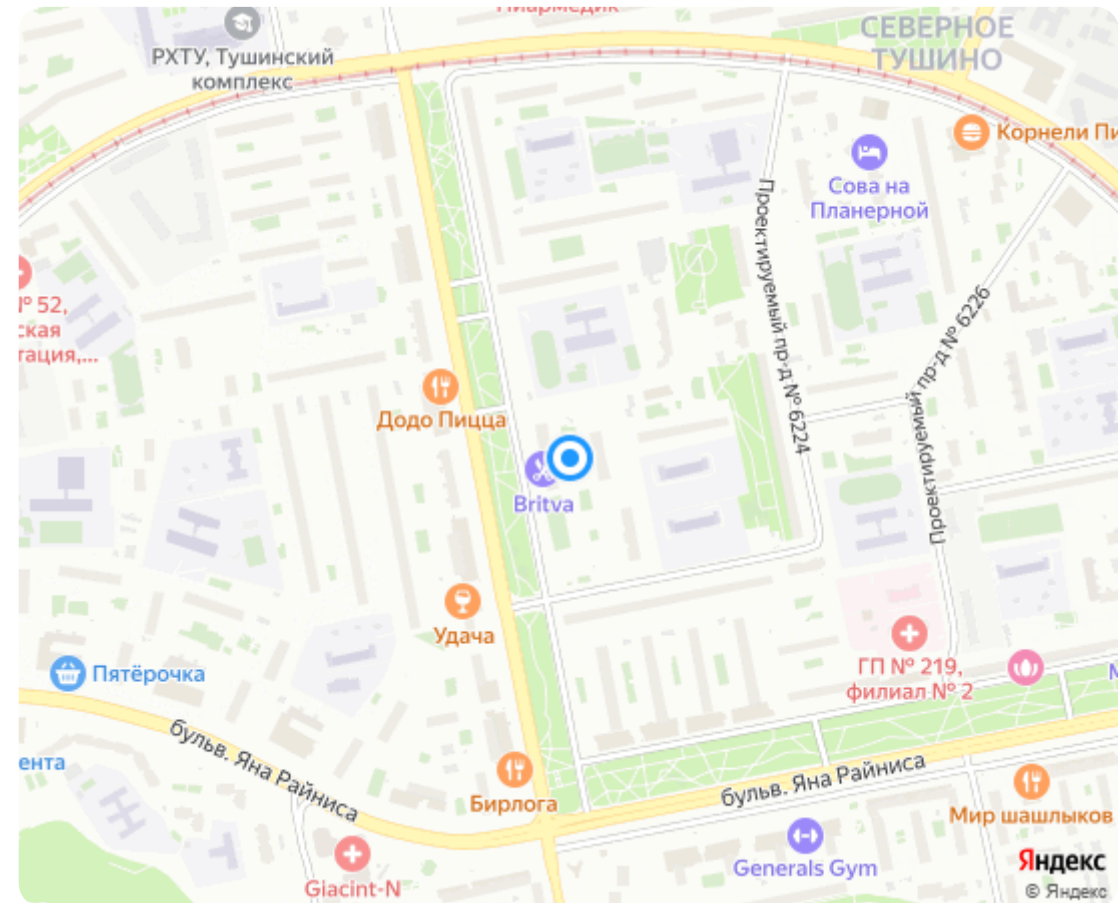 Пиармедик
СЕВЕРНОЕ
ТУШИНО
РХТУ, Тушинский
комплекс
Корнели Пи
Сова на
Планерной
Проектируемый пр-д № 6224
Проектируемый пр-д № 6226
№ 52,
ская
тация,...
Додо Пицца
Britva
Удача
Пятёрочка
ГП № 219,
филиал № 2
М
бульв. Яна Райниса
ента
бульв. Яна Райниса
Бирлога
Мир шашлыков
Generals Gym
Giacint-N
Яндекс
© Яндекс